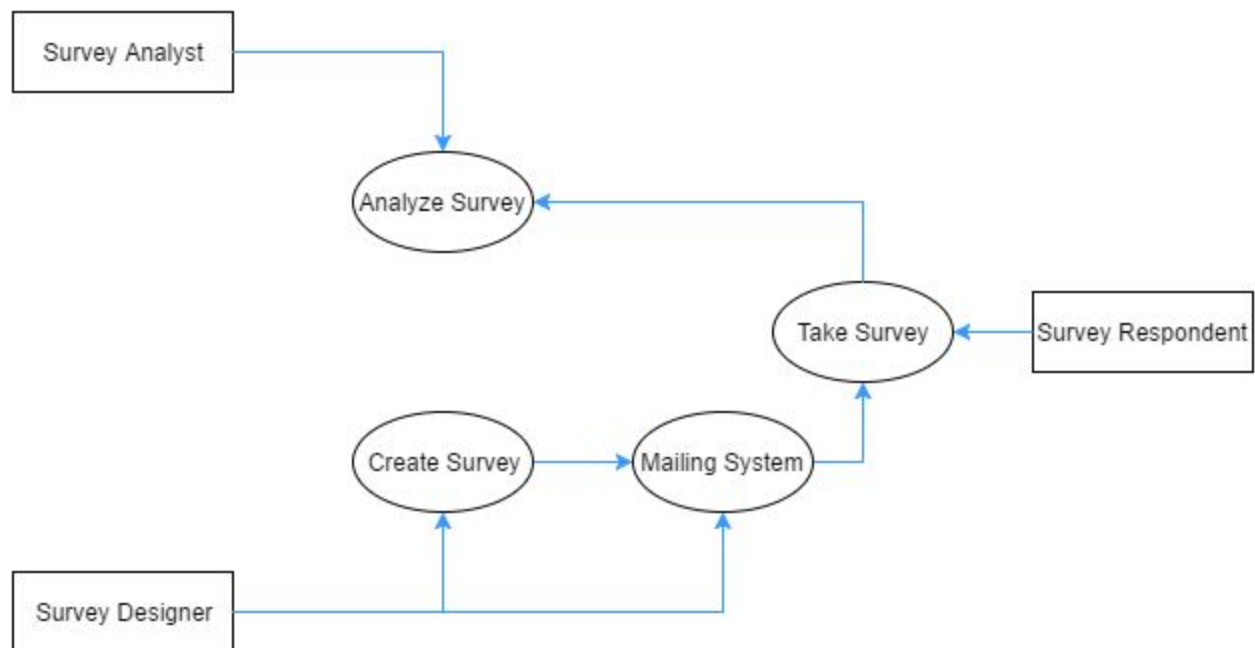 Survey Analyst
Analyze Survey
Take Survey
Survey Respondent
Create Survey
Mailing System
Survey Designer